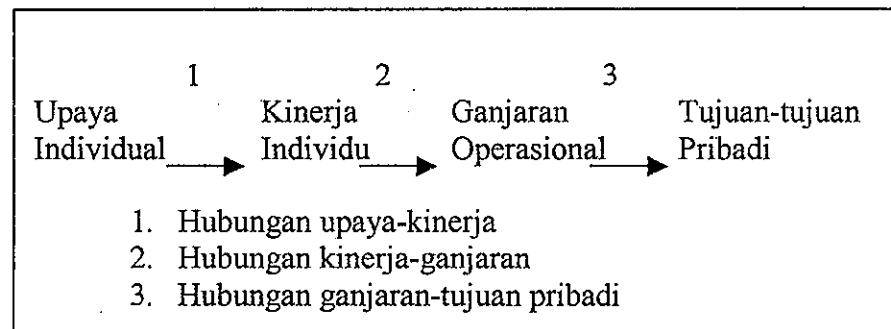 1 2 3
Upaya Kinerja Ganjaran Tujuan-tujuan
Individual Individu Operasional Pribadi
1. Hubungan upaya-kinerja
2. Hubungan kinerja-ganjaran
3. Hubungan ganjaran-tujuan pribadi